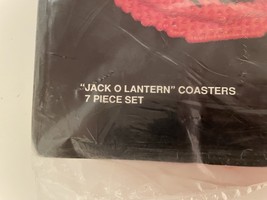 "JACK O LANTERN" COASTERS
7 PIECE SET